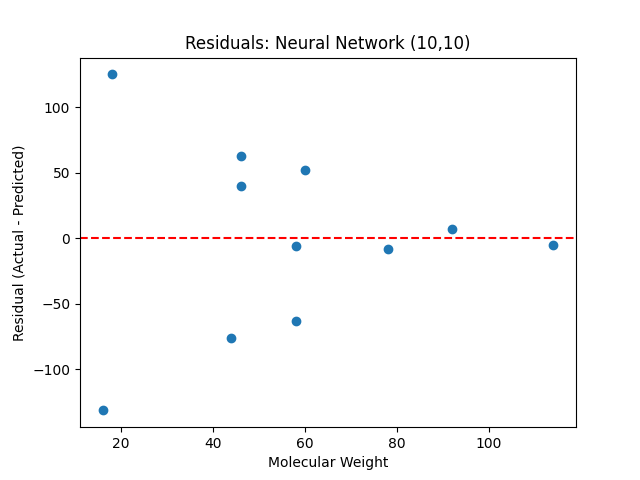 Residuals: Neural Network (10,10)
Residual (Actual - Predicted)
100
50
0
−50
−100
20 40 60 80 100
Molecular Weight